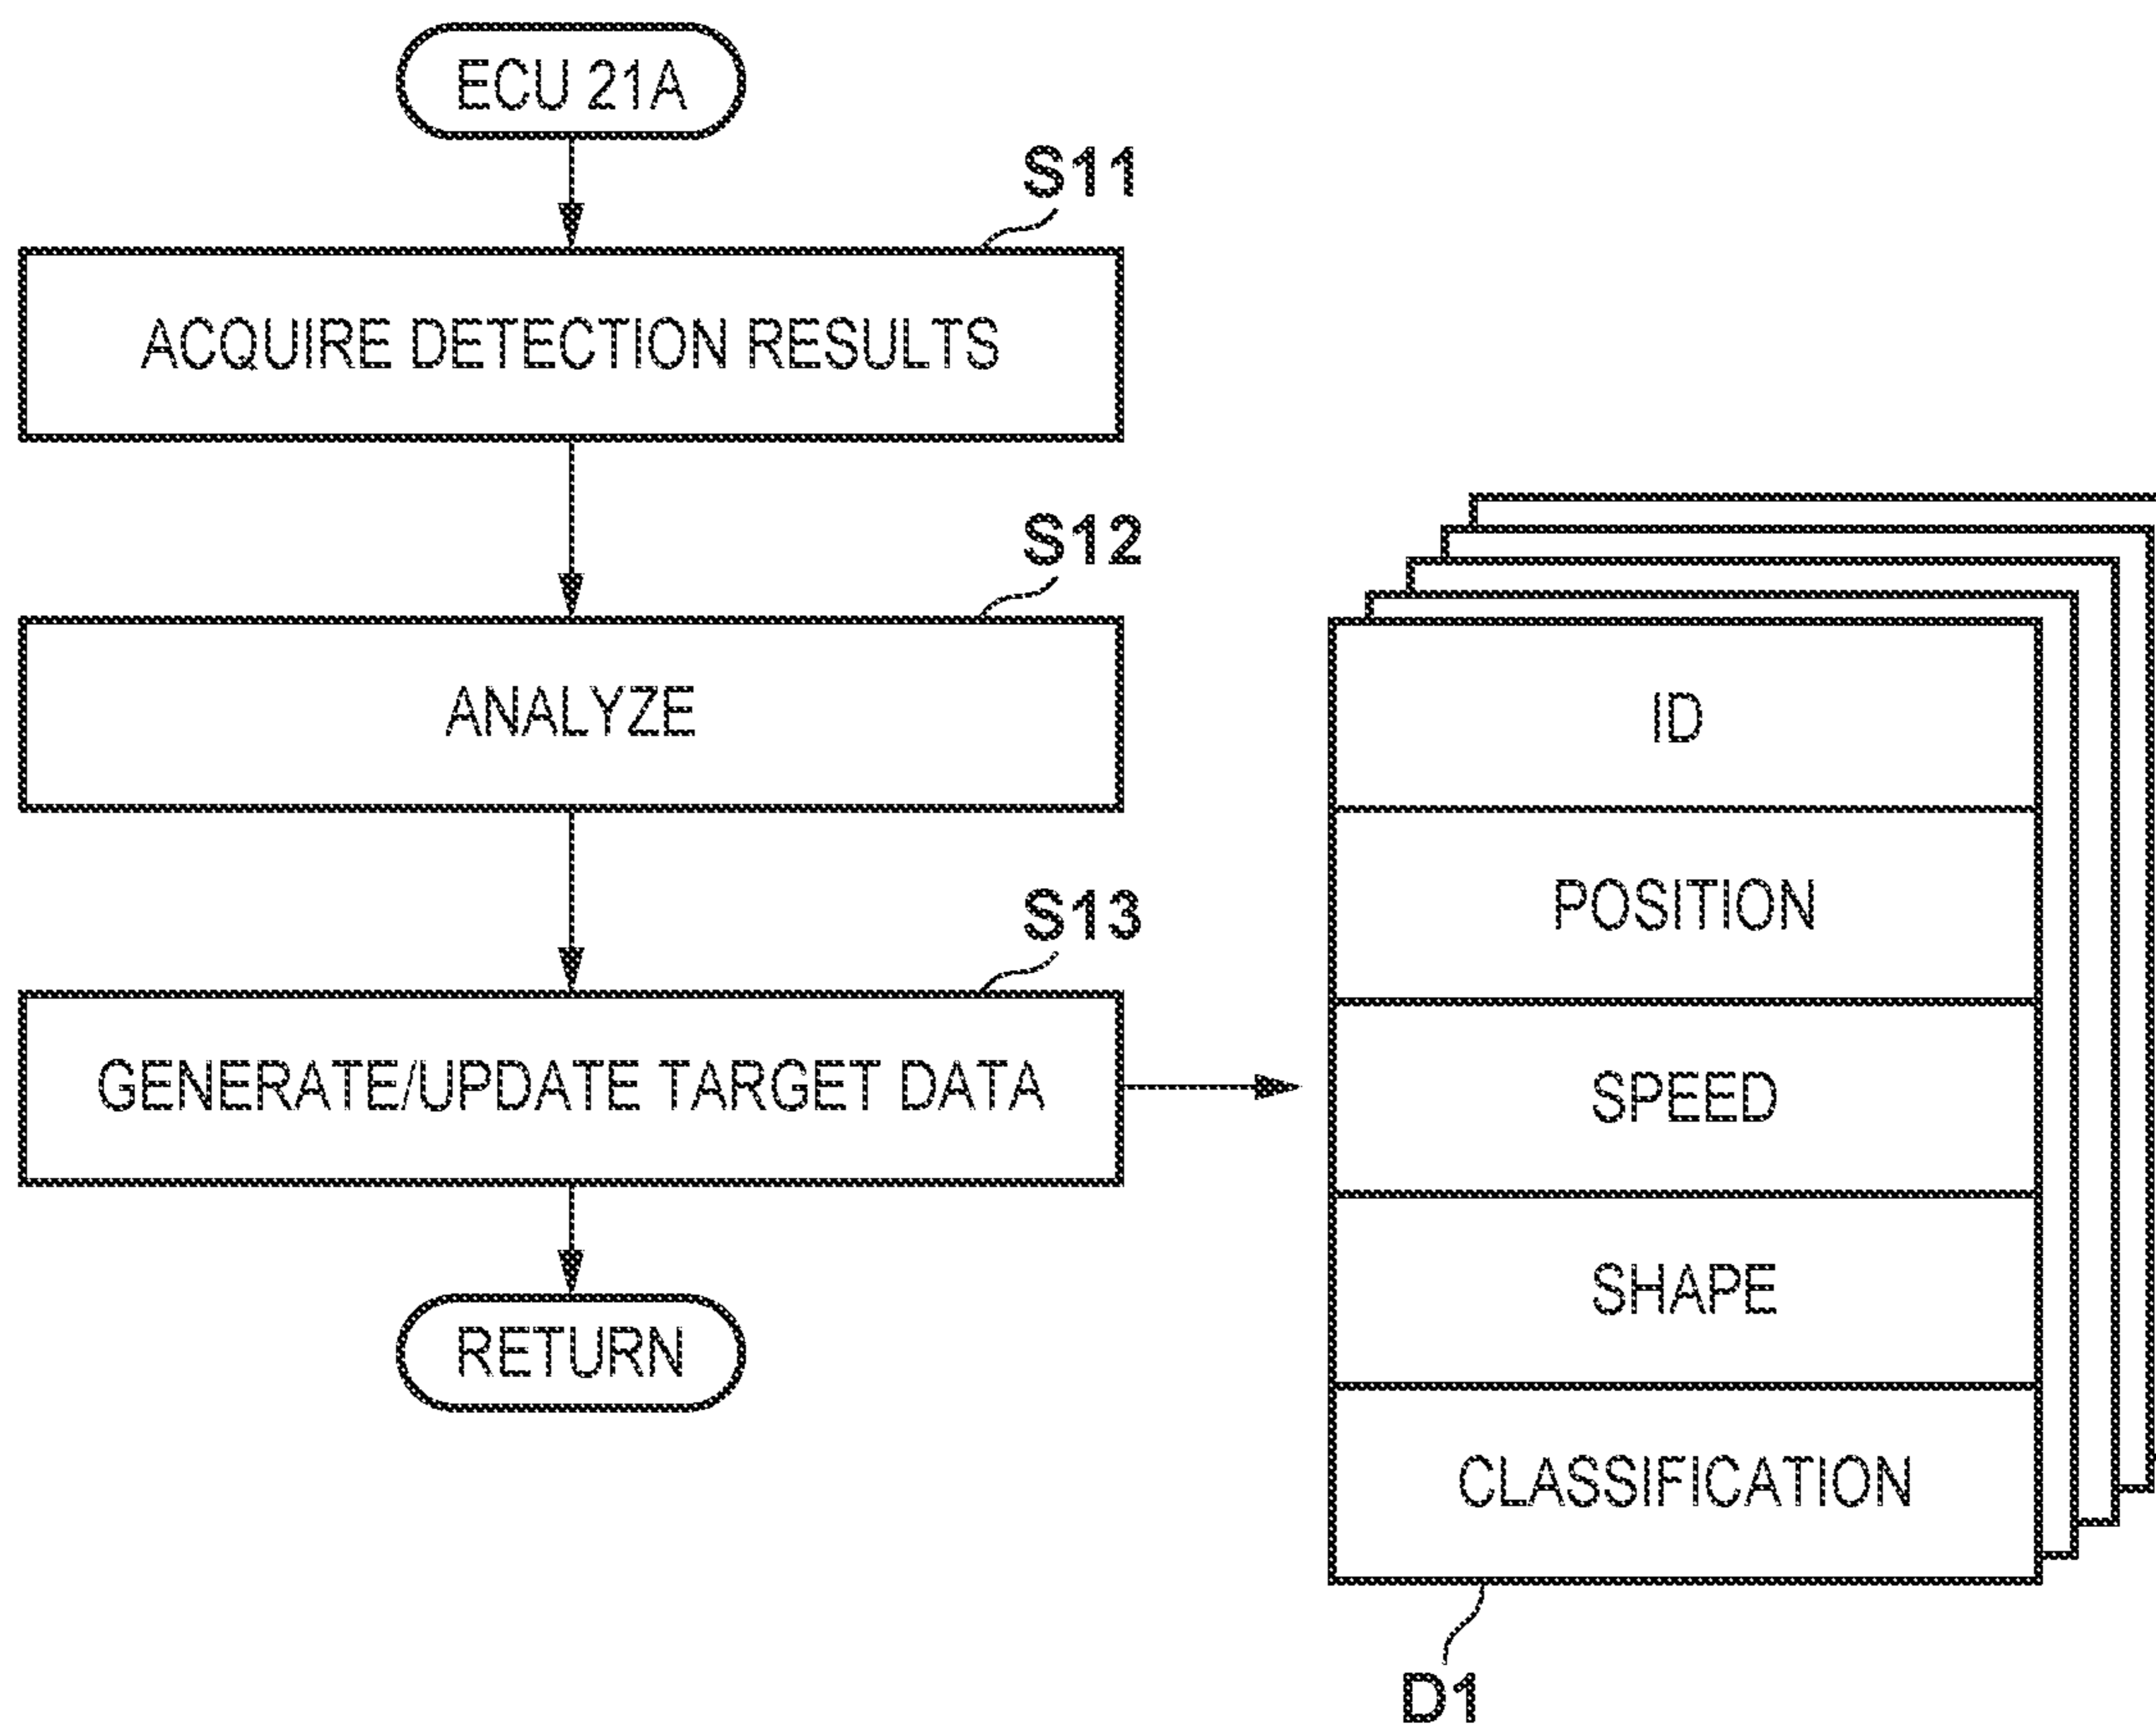 ECU 21A
S11
ACQUIRE DETECTION RESULTS
S12
ANALYZE
S13
GENERATE/UPDATE TARGET DATA
RETURN
ID
POSITION
SPEED
SHAPE
CLASSIFICATION
D1